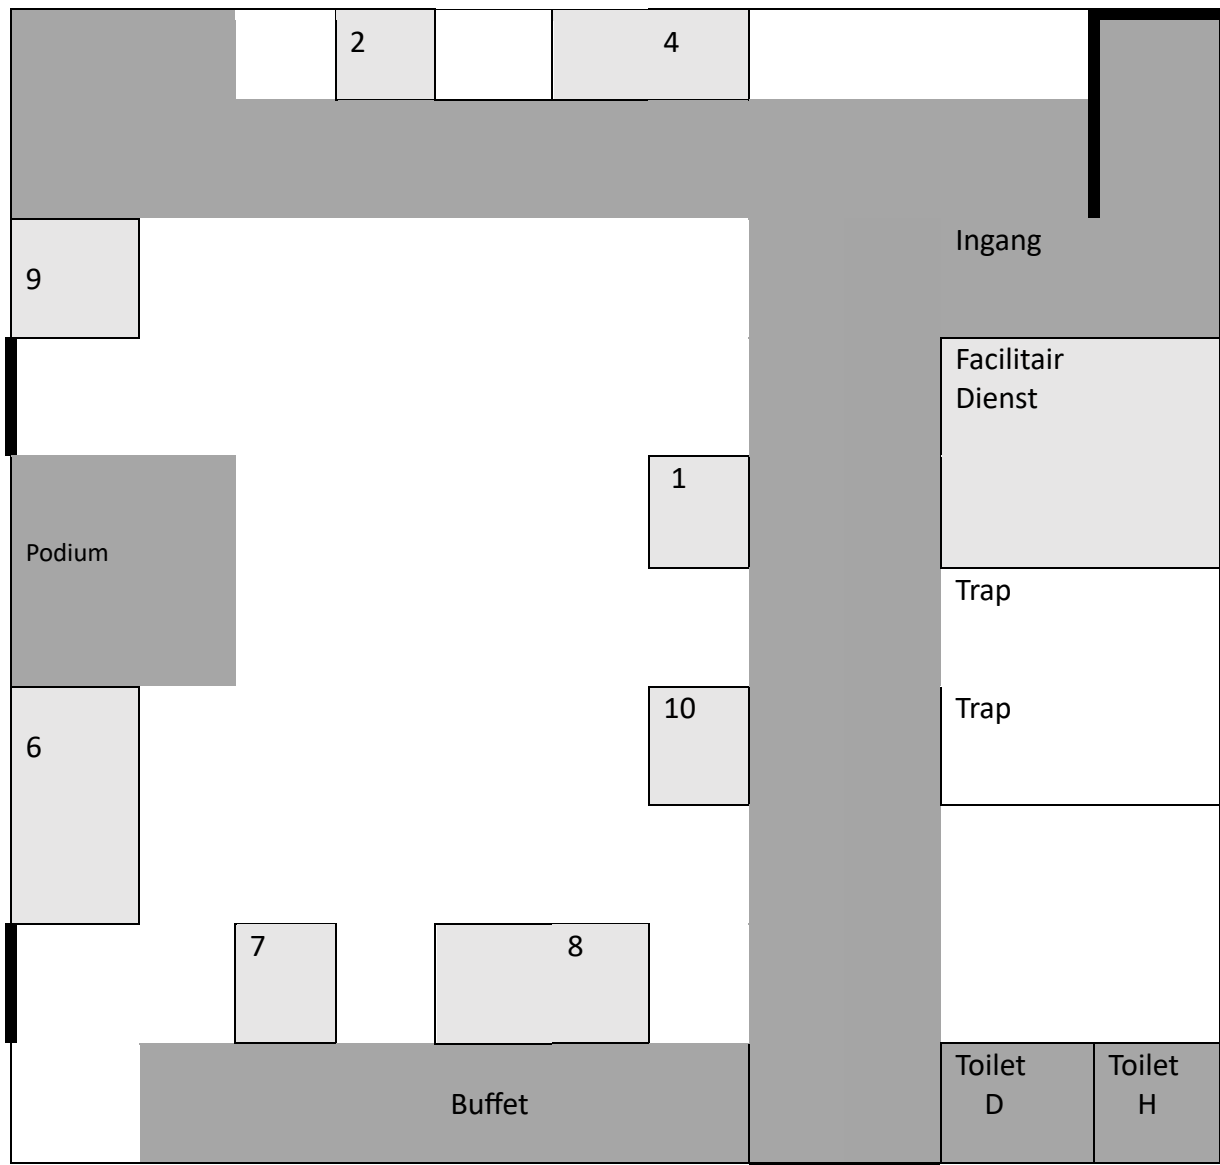 2
4
Ingang
9
Facilitair
Dienst
1
Podium
Trap
10
Trap
6
7
8
Toilet
D
Toilet
H
Buffet